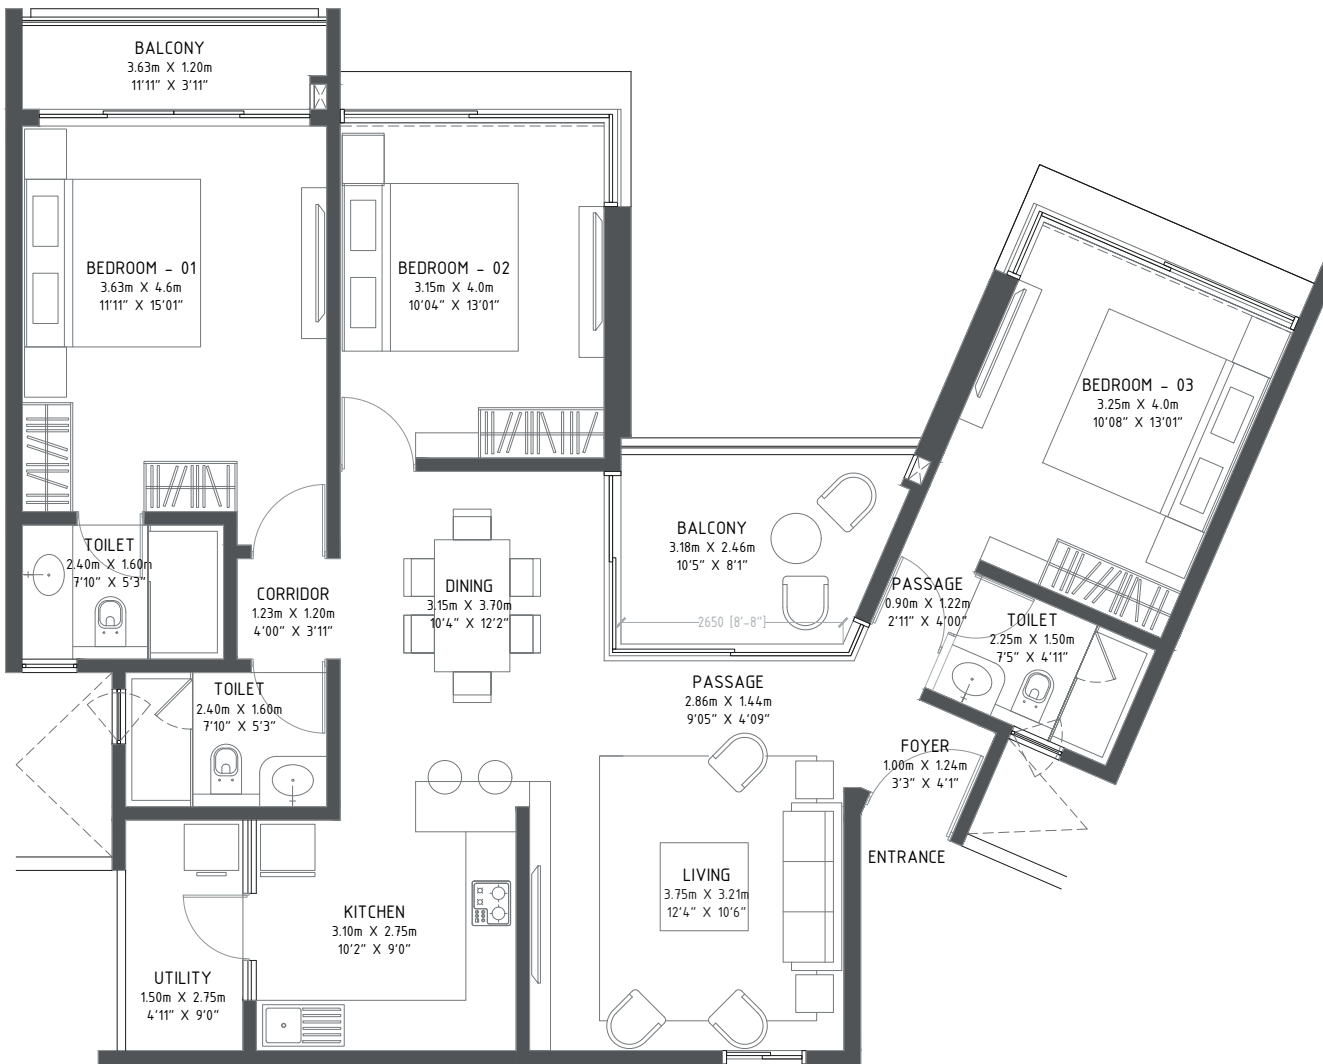 BALCONY
3.63m X 1.20m
11'11" X 3'11"
BEDROOM - 01
3.63m X 4.6m
11'11" X 15'01"
BEDROOM - 02
3.15m X 4.0m
10'04" X 13'01"
BEDROOM - 03
3.25m X 4.0m
10'08" X 13'01"
TOILET
2.40m X 1.60m
7'10" X 5'3"
CORRIDOR
1.23m X 1.20m
4'00" X 3'11"
DINING
3.15m X 3.70m
10'4" X 12'2"
BALCONY
3.18m X 2.46m
10'5" X 8'1"
2650 [8'-8"]
PASSAGE
0.90m X 1.22m
2'11" X 4'00"
TOILET
2.25m X 1.50m
7'5" X 4'11"
TOILET
2.40m X 1.60m
7'10" X 5'3"
PASSAGE
2.86m X 1.44m
9'05" X 4'09"
FOYER
1.00m X 1.24m
3'3" X 4'1"
ENTRANCE
LIVING
3.75m X 3.21m
12'4" X 10'6"
KITCHEN
3.10m X 2.75m
10'2" X 9'0"
UTILITY
1.50m X 2.75m
4'11" X 9'0"